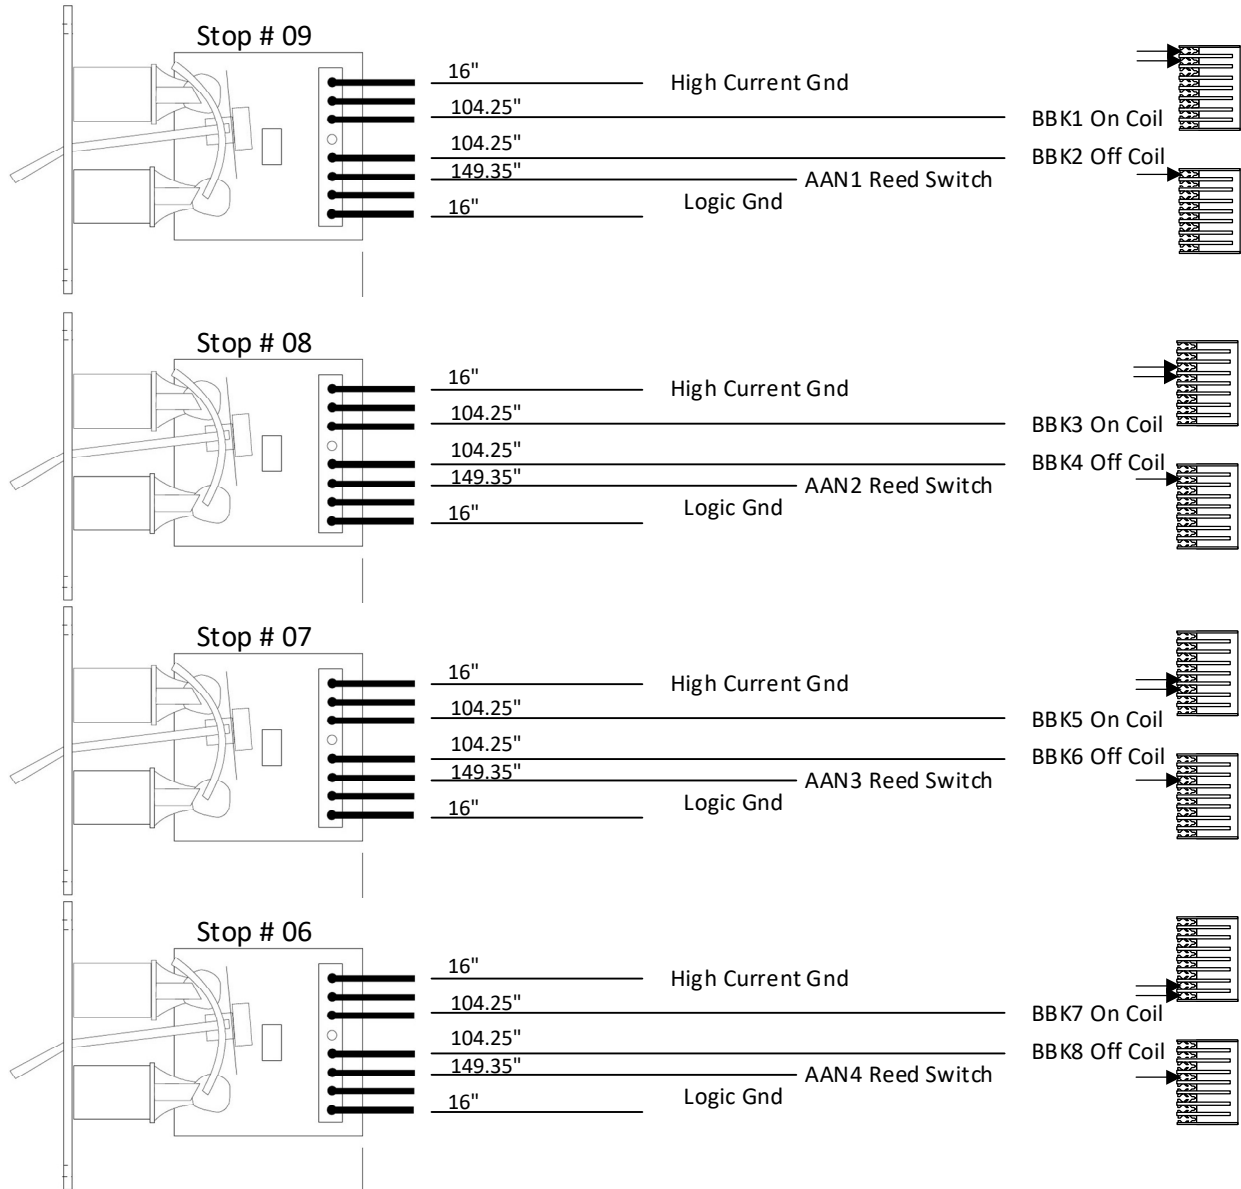 Stop # 09
16"
High Current Gnd
104.25"
BBK1 On Coil
104.25"
BBK2 Off Coil
149.35"
AAN1 Reed Switch
Logic Gnd
16"
Stop # 08
16"
High Current Gnd
104.25"
BBK3 On Coil
104.25"
BBK4 Off Coil
149.35"
AAN2 Reed Switch
Logic Gnd
16"
Stop # 07
16"
High Current Gnd
104.25"
BBK5 On Coil
104.25"
BBK6 Off Coil
149.35"
AAN3 Reed Switch
Logic Gnd
16"
Stop # 06
16"
High Current Gnd
104.25"
BBK7 On Coil
104.25"
BBK8 Off Coil
149.35"
AAN4 Reed Switch
Logic Gnd
16"